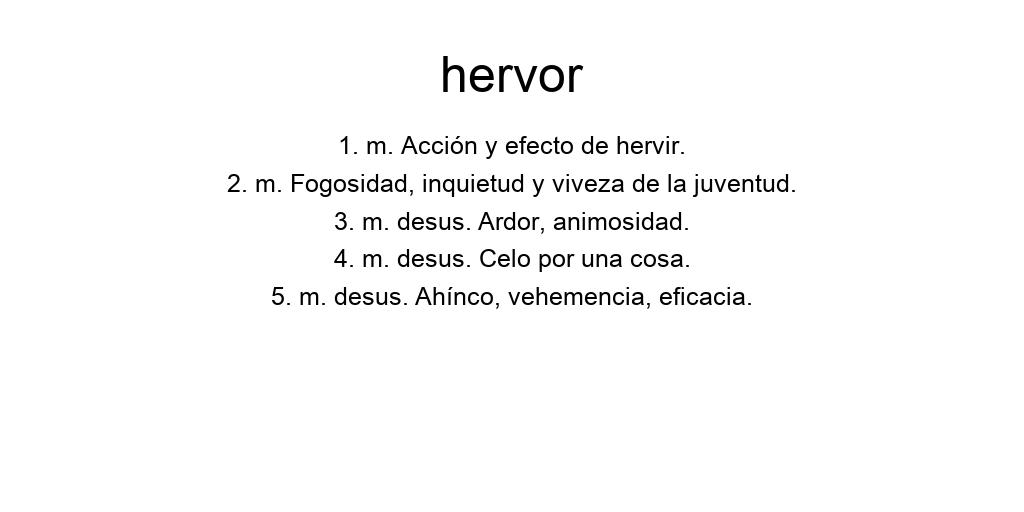 hervor
1. m. Acción y efecto de hervir.
2. m. Fogosidad, inquietud y viveza de la juventud.
3. m. desus. Ardor, animosidad.
4. m. desus. Celo por una cosa.
5. m. desus. Ahínco, vehemencia, eficacia.